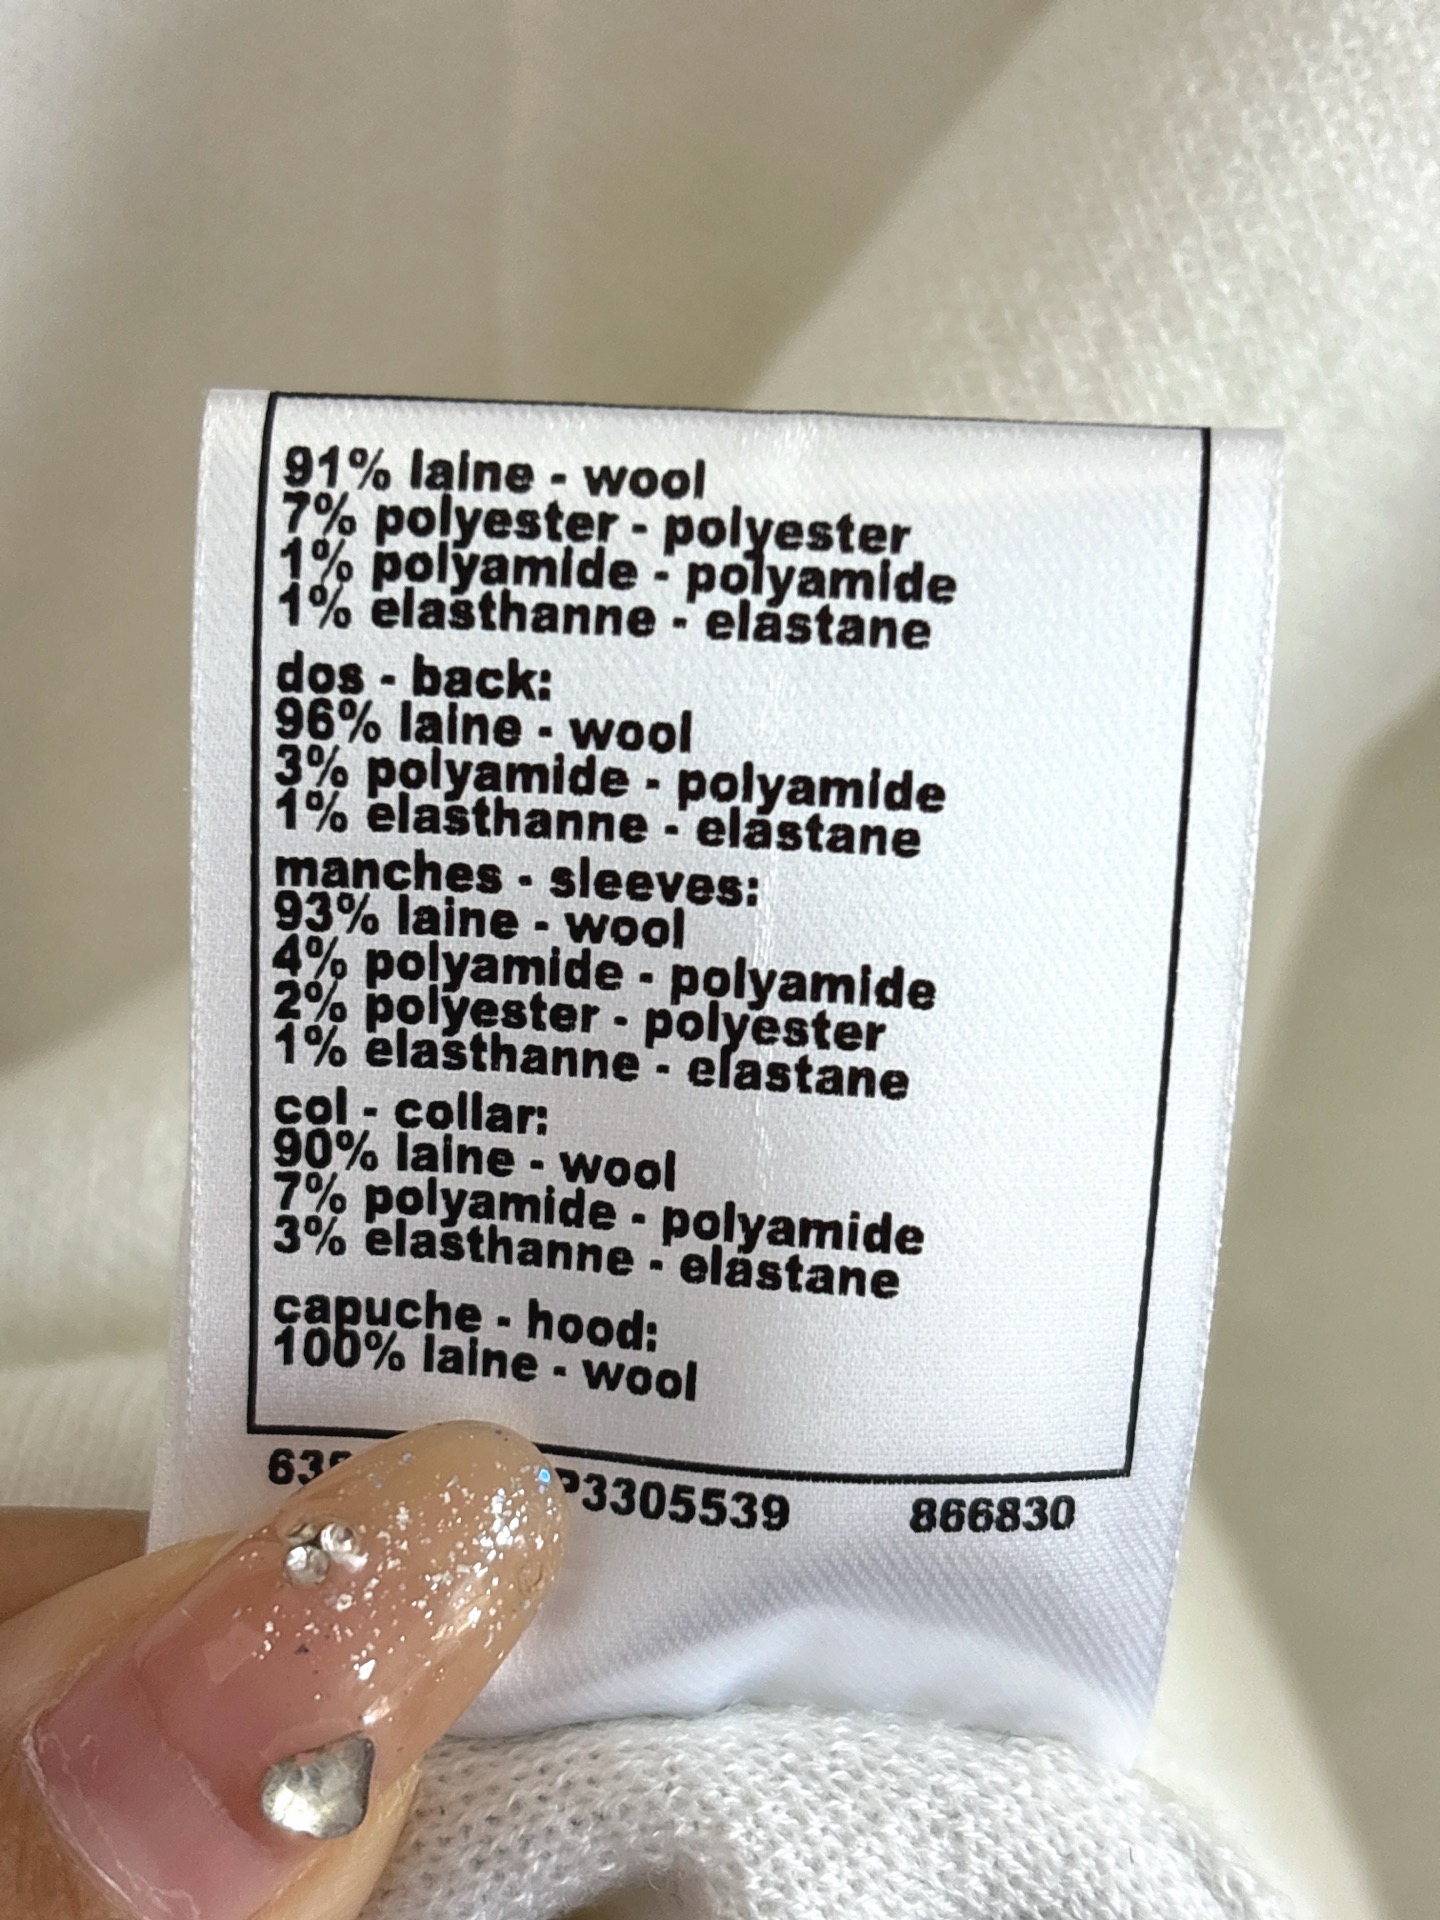 91% laine - wool
7% polyester - polyester
1% polyamide - polyamide
1% elasthanne - elastane
dos - back:
96% laine - wool
3% polyamide - polyamide
1% elasthanne - elastane
manches - sleeves:
93% laine - wool
4% polyamide - polyamide
2% polyester - polyester
1% elasthanne - elastane
col - collar:
90% laine - wool
7% polyamide - polyamide
3% elasthanne - elastane
capuche - hood:
100% laine - wool
P3305539 866830